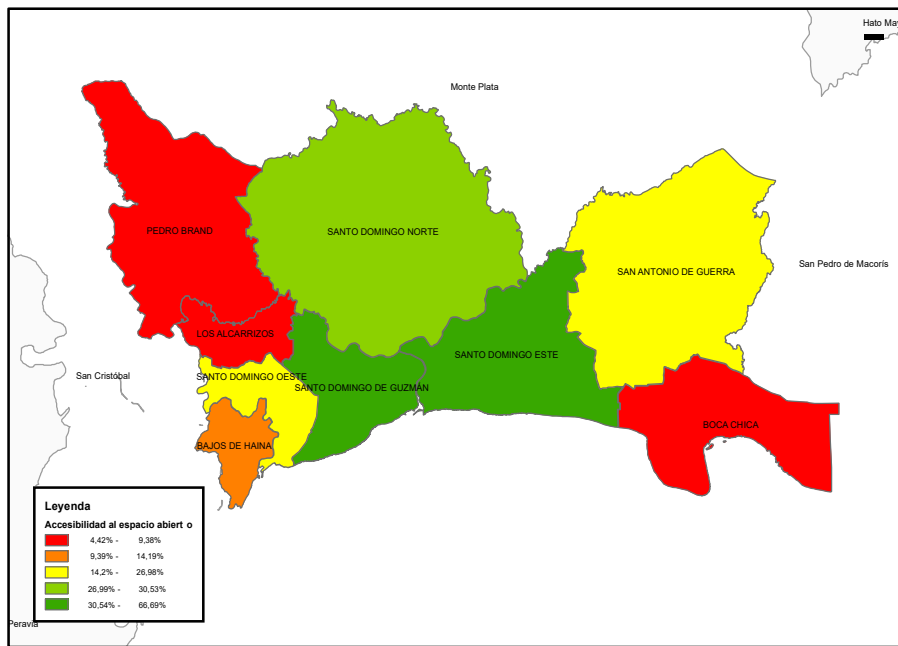 Hato May
Monte Plata
PEDRO BRAND
SANTO DOMINGO NORTE
San Pedro de Macorís
SAN ANTONIO DE GUERRA
LOS ALCARRIZOS
SANTO DOMINGO ESTE
San Cristóbal
SANTO DOMINGO OESTE
SANTO DOMINGO DE GUZMÁN
BOCA CHICA
BAJOS DE HAINA
Leyenda
Accesibilidad al espacio abiert o
4,42% - 9,38%
9,39% - 14,19%
14,2% - 26,98%
26,99% - 30,53%
30,54% - 66,69%
Peravia